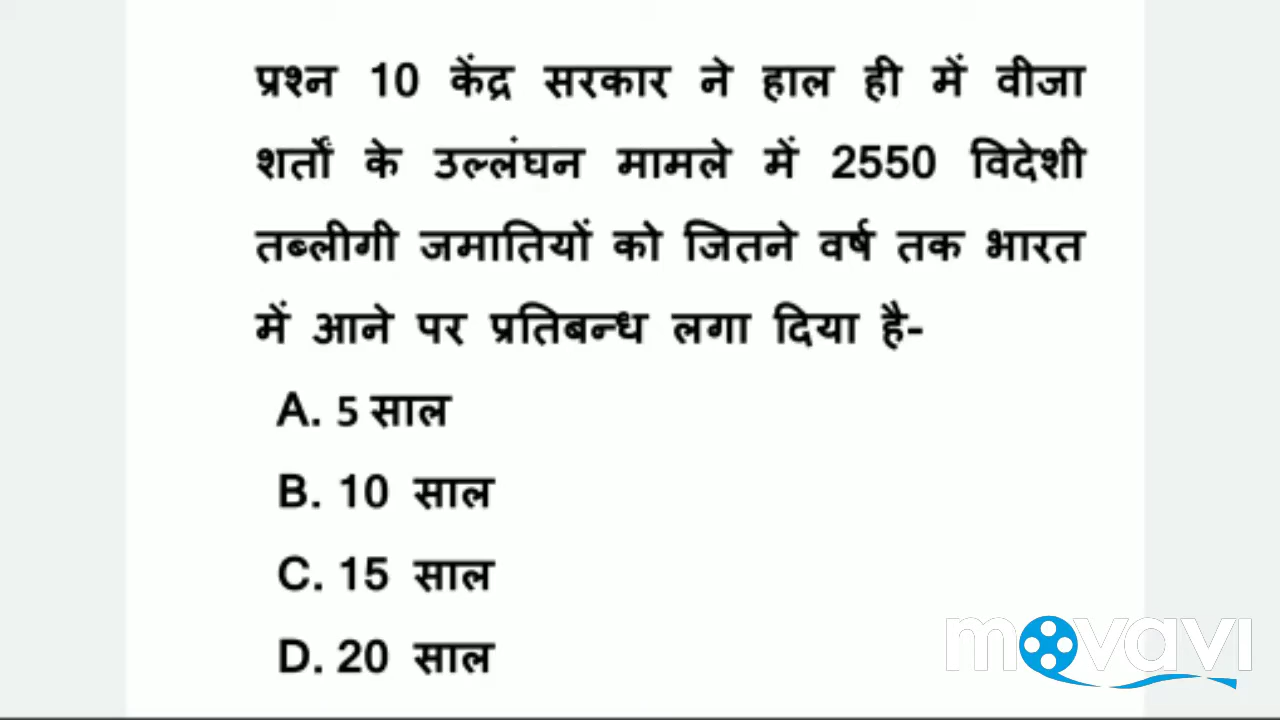 प्रश्न 10 केंद्र सरकार ने हाल ही में वीजा
शर्तों के उल्लंघन मामले में 2550 विदेशी
तब्लीगी जमातियों को जितने वर्ष तक भारत
में आने पर प्रतिबन्ध लगा दिया है-
A. 5 साल
B. 10 साल
C. 15 साल
D. 20 साल
movavi